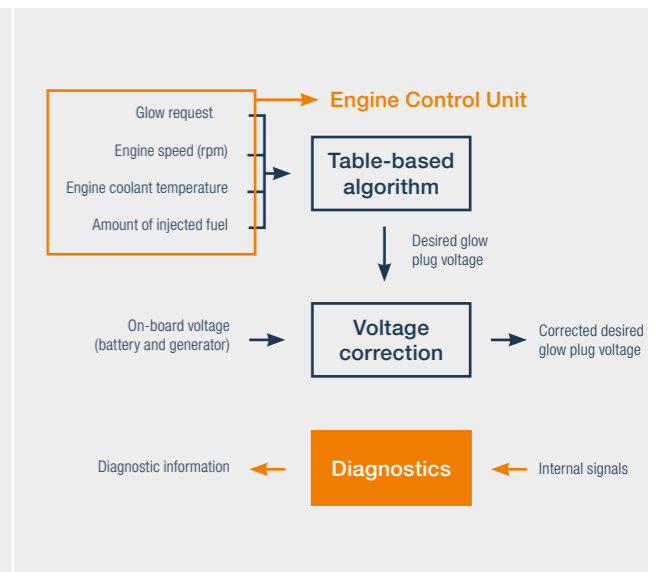 Engine Control Unit
Glow request
Engine speed (rpm)
Engine coolant temperature
Amount of injected fuel
Table-based
algorithm
Desired glow
plug voltage
On-board voltage
(battery and generator)
Voltage
correction
Corrected desired
glow plug voltage
Diagnostic information
Diagnostics
Internal signals